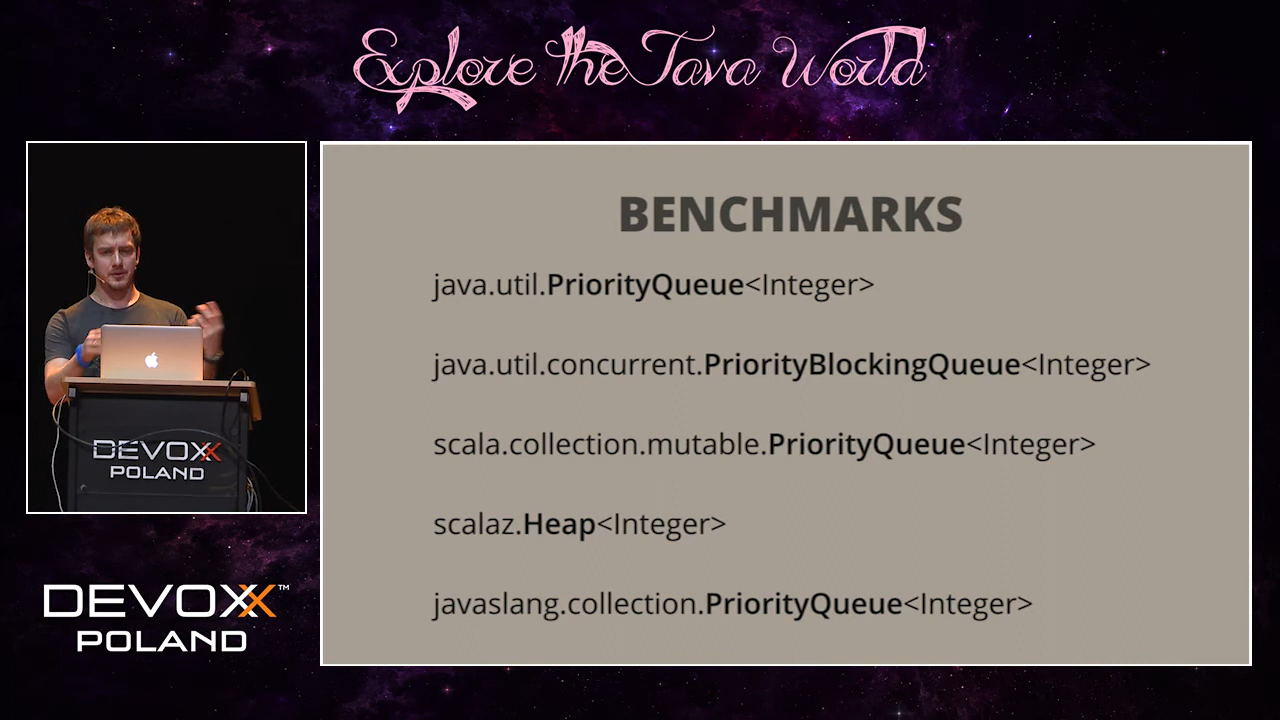 Explore the Java World
BENCHMARKS
java.util.PriorityQueue<Integer>
java.util.concurrent.PriorityBlockingQueue<Integer>
scala.collection.mutable.PriorityQueue<Integer>
scalaz.Heap<Integer>
javaslang.collection.PriorityQueue<Integer>
DEVOXX
POLAND
DEVOXX™
POLAND